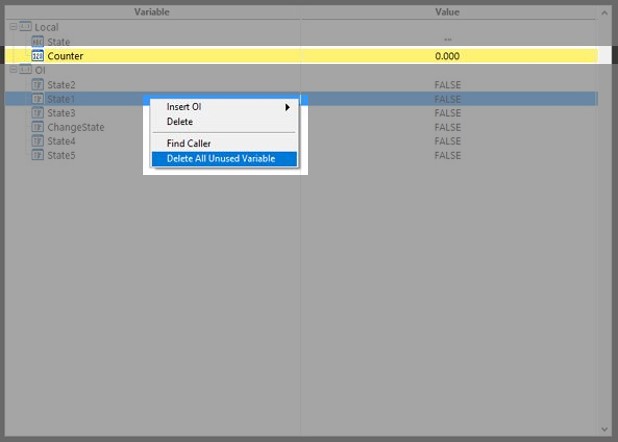 Variable Value
Local
State ""
Counter 0.000
OI
State2 FALSE
State1 FALSE
State3 FALSE
ChangeState FALSE
State4 FALSE
State5 FALSE
Insert OI
Delete
Find Caller
Delete All Unused Variable